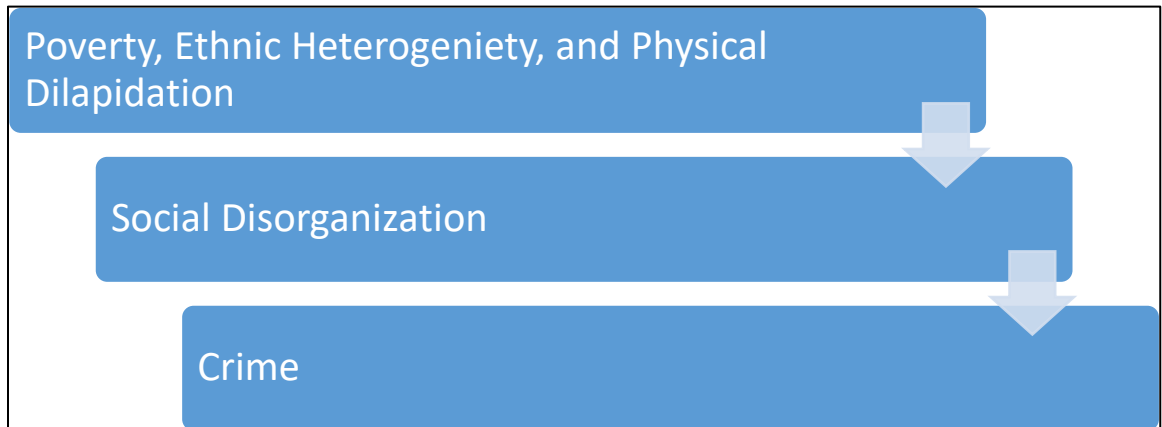 Poverty, Ethnic Heterogeniety, and Physical
Dilapidation
Social Disorganization
Crime